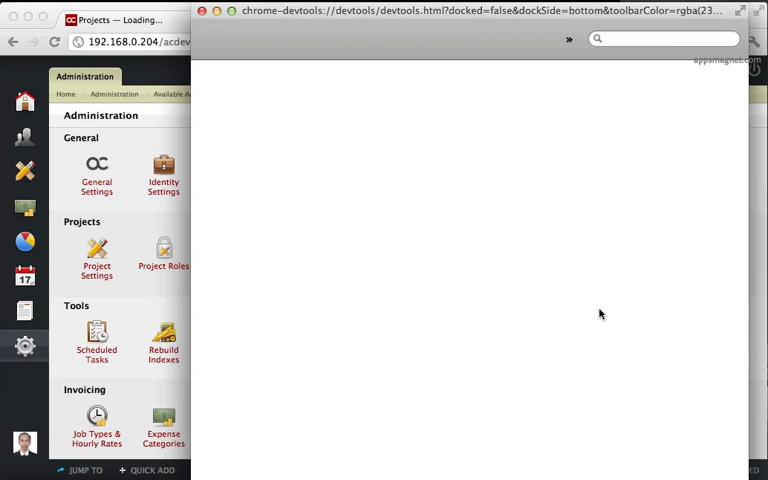 Projects — Loading...
chrome-devtools://devtools/devtools.html?docked=false&dockSide=bottom&toolbarColor=rgba(23...
192.168.0.204/acdev
»
appsmagnet.com
Administration
Home
Administration
Available A
Administration
General
General Settings
Identity Settings
Projects
Project Settings
Project Roles
Tools
Scheduled Tasks
Rebuild Indexes
17
Invoicing
Job Types & Hourly Rates
Expense Categories
JUMP TO
+ QUICK ADD
ED